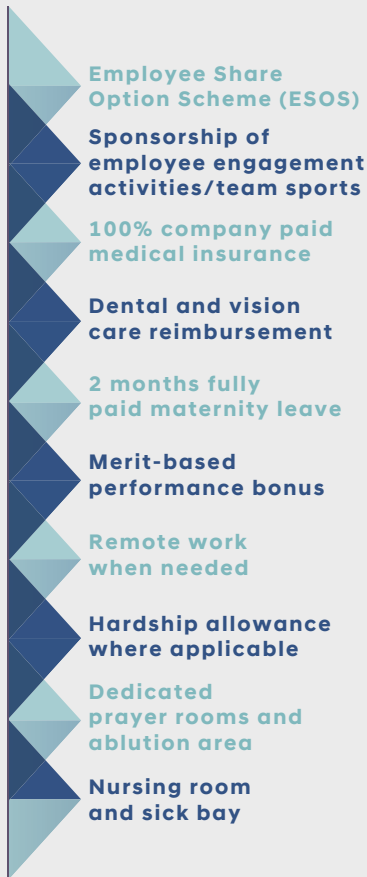 Employee Share
Option Scheme (ESOS)
Sponsorship of
employee engagement
activities/team sports
100% company paid
medical insurance
Dental and vision
care reimbursement
2 months fully
paid maternity leave
Merit-based
performance bonus
Remote work
when needed
Hardship allowance
where applicable
Dedicated
prayer rooms and
ablution area
Nursing room
and sick bay